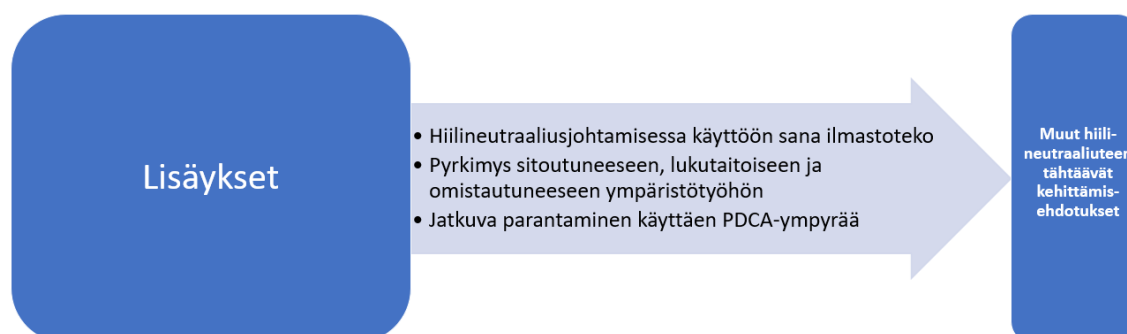 Lisäykset
• Hiilineutraaliusjohtamisessa käyttöön sana ilmastoteko
• Pyrkimys sitoutuneeseen, lukutaitoiseen ja
omistautuneeseen ympäristötyöhön
• Jatkuva parantaminen käyttäen PDCA-ympyrää
Muut hiili-
neutraaliuteen
tähtäävät
kehittämis-
ehdotukset